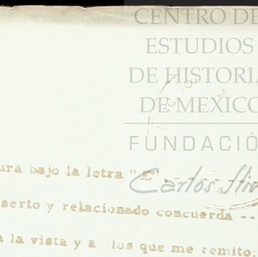 CENTRO DE
ESTUDIOS
DE HISTORIA
DE MEXICO
FUNDACIÓ
ura bajo la letra "E"
Carlos
serto y relacionado concuerda --
a la vista y a los que me remito;